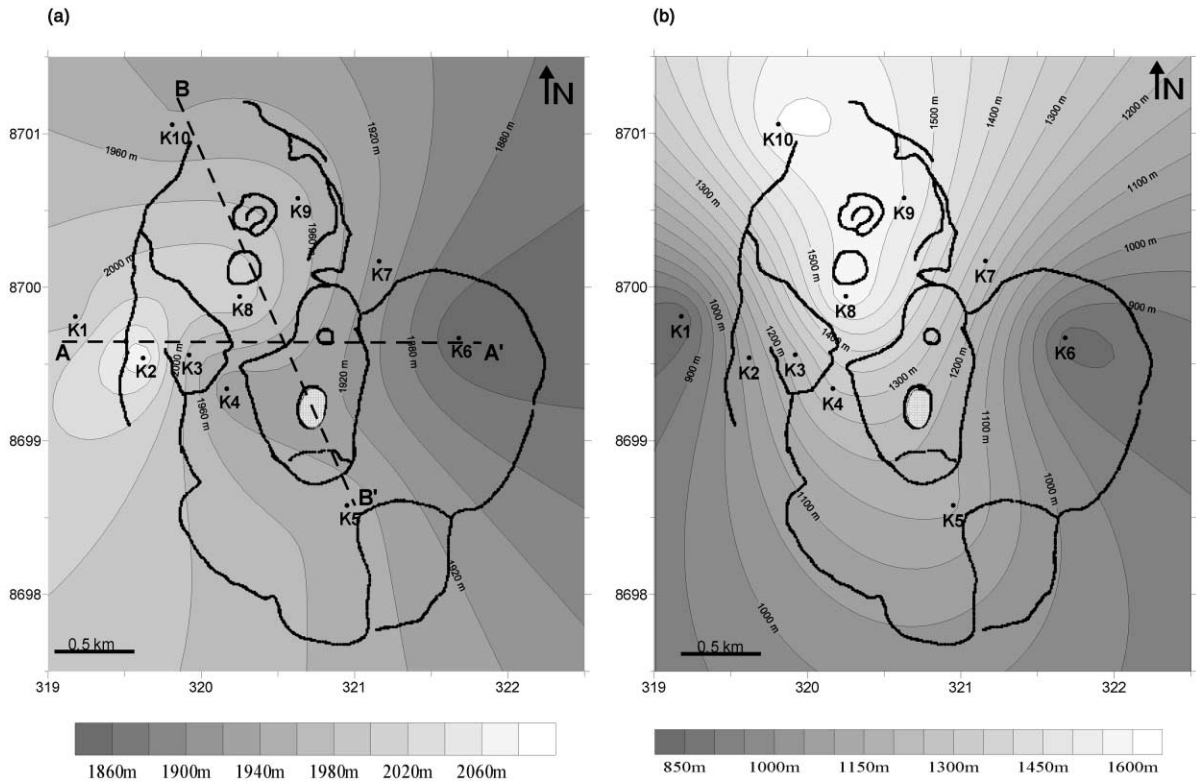 (a)
N
B
8701
K10
1960 m
1920 m
1880 m
K9
1960 m
2000 m
K7
8700
K8
K1
A
K2
K3
2000 m
K6
A'
1880 m
1920 m
K4
1960 m
8699
B'
K5
1920 m
8698
0.5 km
319
320
321
322
1860m
1900m
1940m
1980m
2020m
2060m
(b)
N
1500 m
1400 m
1300 m
1200 m
8701
K10
1300 m
1100 m
K9
1000 m
K7
8700
1500 m
K8
900 m
K1
1000 m
1200 m
1400 m
K6
K2
K3
900 m
1300 m
1200 m
K4
8699
1100 m
1000 m
K5
1100 m
8698
1000 m
0.5 km
319
320
321
322
850m
1000m
1150m
1300m
1450m
1600m